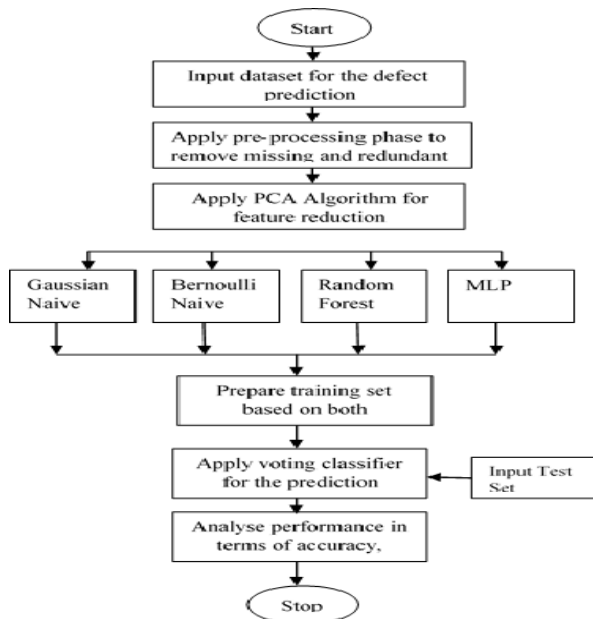 Start
Input dataset for the defect
prediction
Apply pre-processing phase to
remove missing and redundant
Apply PCA Algorithm for
feature reduction
Gaussian
Naive
Bernoulli
Naive
Random
Forest
MLP
Prepare training set
based on both
Apply voting classifier
for the prediction
Input Test
Set
Analyse performance in
terms of accuracy,
Stop